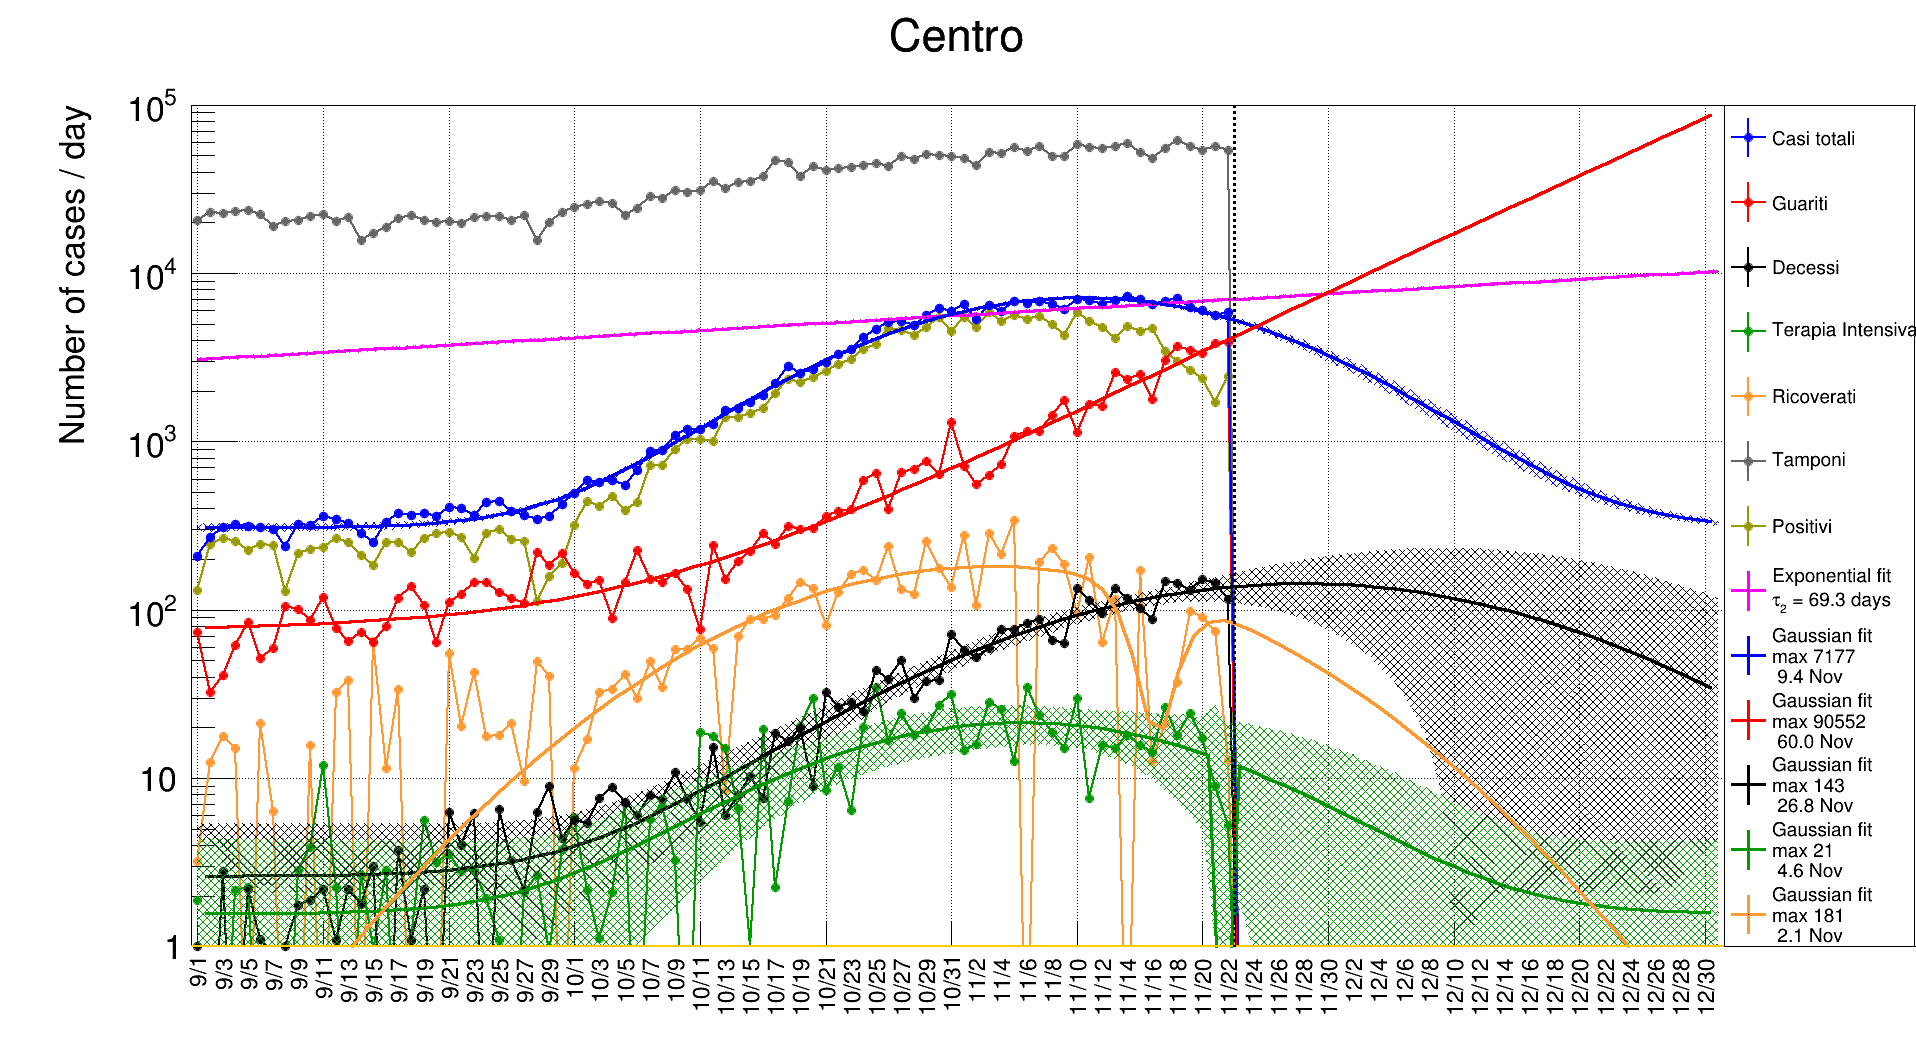 Centro
Number of cases / day
10^5
10^4
10^3
10^2
10
1
9/1
9/3
9/5
9/7
9/9
9/11
9/13
9/15
9/17
9/19
9/21
9/23
9/25
9/27
9/29
10/1
10/3
10/5
10/7
10/9
10/11
10/13
10/15
10/17
10/19
10/21
10/23
10/25
10/27
10/29
10/31
11/2
11/4
11/6
11/8
11/10
11/12
11/14
11/16
11/18
11/20
11/22
11/24
11/26
11/28
11/30
12/2
12/4
12/6
12/8
12/10
12/12
12/14
12/16
12/18
12/20
12/22
12/24
12/26
12/28
12/30
Casi totali
Guariti
Decessi
Terapia Intensiva
Ricoverati
Tamponi
Positivi
Exponential fit
τ₂ = 69.3 days
Gaussian fit
max 7177
9.4 Nov
Gaussian fit
max 90552
60.0 Nov
Gaussian fit
max 143
26.8 Nov
Gaussian fit
max 21
4.6 Nov
Gaussian fit
max 181
2.1 Nov